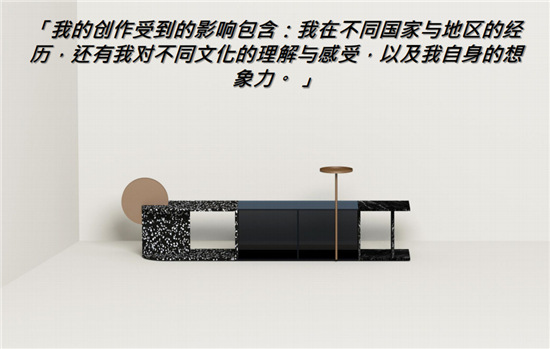 「我的创作受到的影响包含：我在不同国家与地区的经
历，还有我对不同文化的理解与感受，以及我自身的想
象力。」